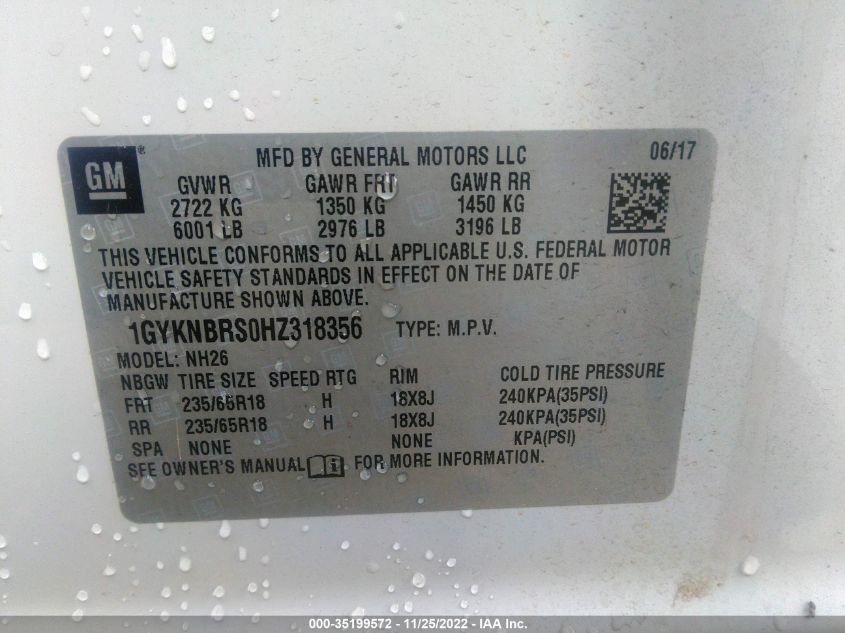 GM
MFD BY GENERAL MOTORS LLC 06/17
GVWR GAWR FRT GAWR RR
2722 KG 1350 KG 1450 KG
6001 LB 2976 LB 3196 LB
THIS VEHICLE CONFORMS TO ALL APPLICABLE U.S. FEDERAL MOTOR
VEHICLE SAFETY STANDARDS IN EFFECT ON THE DATE OF
MANUFACTURE SHOWN ABOVE.
1GYKNBRS0HZ318356 TYPE: M.P.V.
MODEL: NH26
NBGW TIRE SIZE SPEED RTG RIM COLD TIRE PRESSURE
FRT 235/65R18 H 18X8J 240KPA(35PSI)
RR 235/65R18 H 18X8J 240KPA(35PSI)
SPA NONE NONE KPA(PSI)
SEE OWNER'S MANUAL FOR MORE INFORMATION.
000-35199572 - 11/25/2022 - IAA Inc.